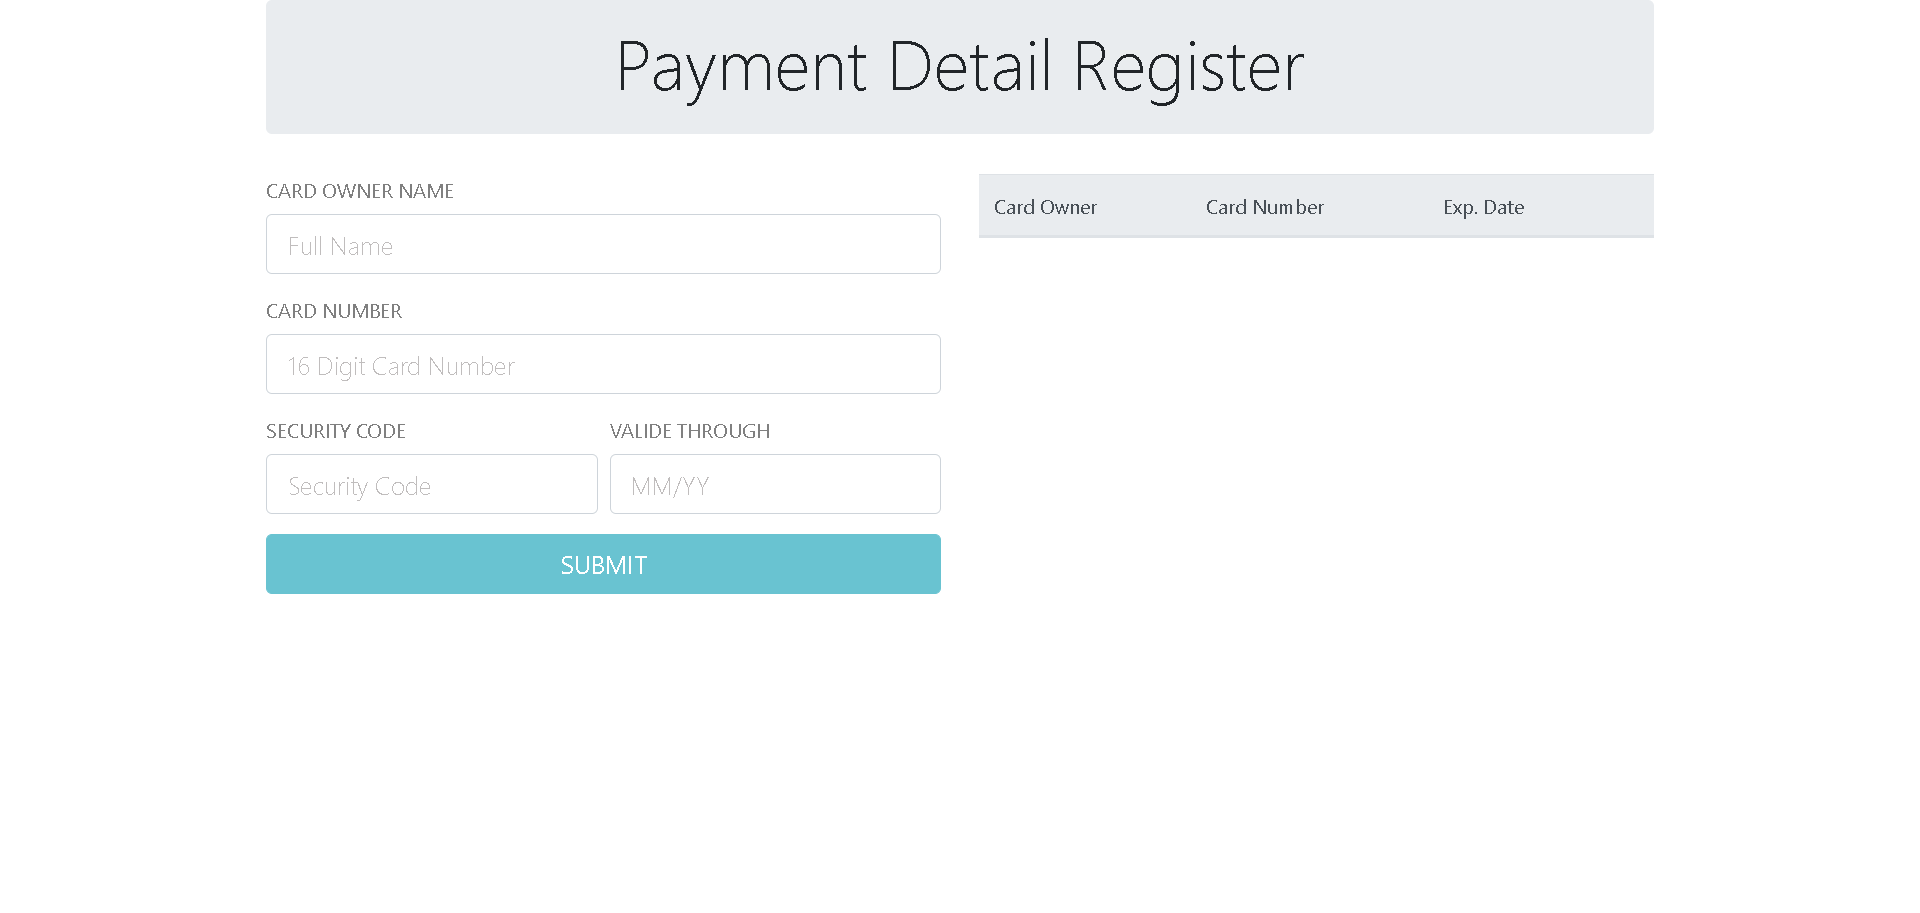 Payment Detail Register
CARD OWNER NAME
Full Name
CARD NUMBER
16 Digit Card Number
SECURITY CODE
Security Code
VALIDE THROUGH
MM/YY
SUBMIT
Card Owner Card Number Exp. Date